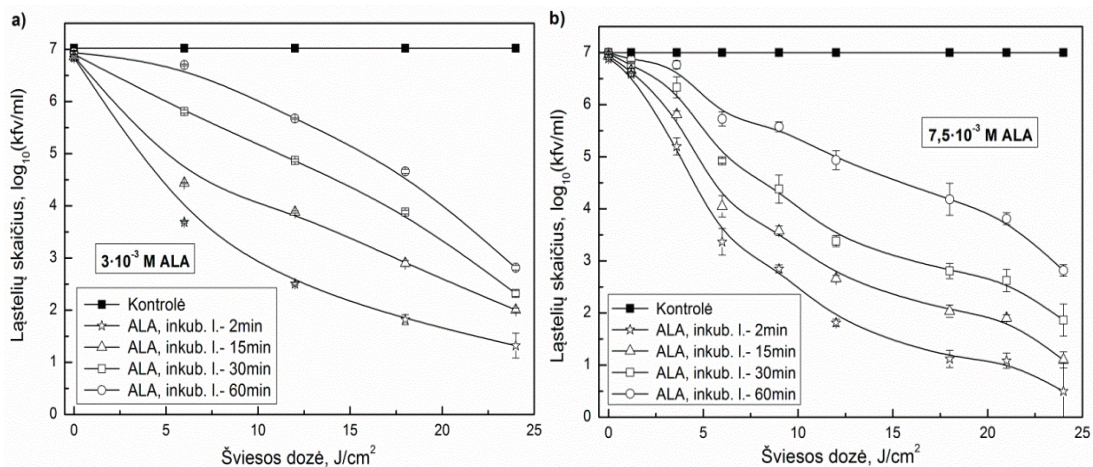 a)
Ląstelių skaičius, log10(kfv/ml)
7
6
5
4
3
2
1
0
3·10⁻³ M ALA
Kontrolė
ALA, inkub. l.- 2min
ALA, inkub. l.- 15min
ALA, inkub. l.- 30min
ALA, inkub. l.- 60min
0 5 10 15 20 25
Šviesos dozė, J/cm²
b)
Ląstelių skaičius, log10(kfv/ml)
7
6
5
4
3
2
1
0
7,5·10⁻³ M ALA
Kontrolė
ALA, inkub. l.- 2min
ALA, inkub. l.- 15min
ALA, inkub. l.- 30min
ALA, inkub. l.- 60min
0 5 10 15 20 25
Šviesos dozė, J/cm²